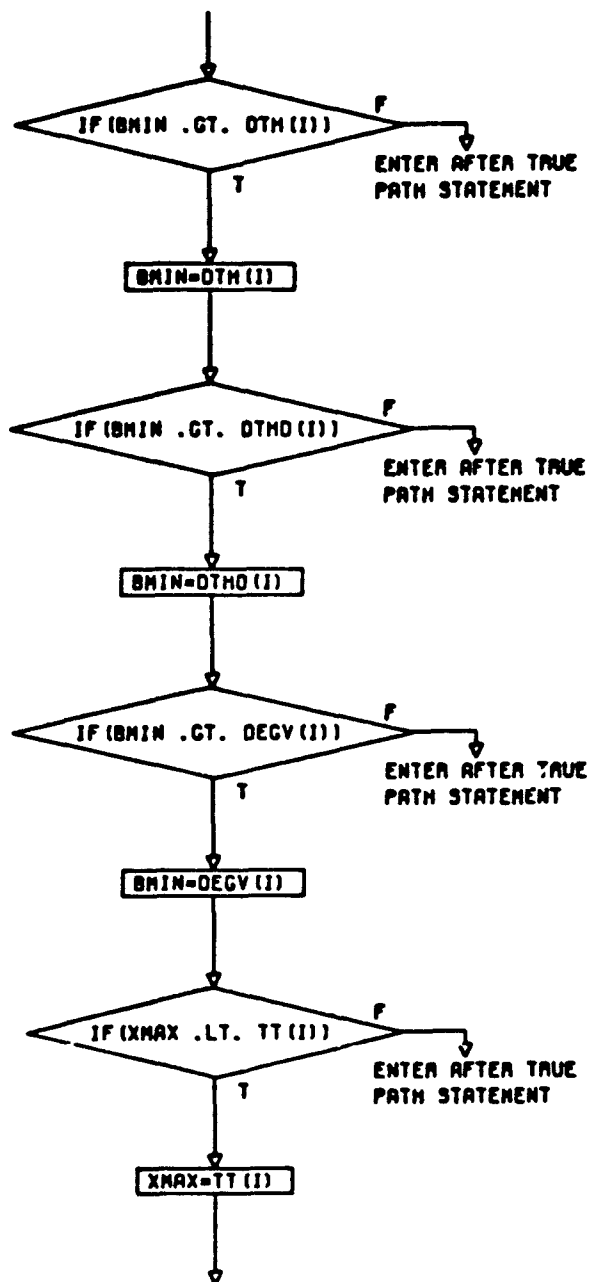 F
IF(BMIN .GT. DTM(I))
ENTER AFTER TRUE
PATH STATEMENT
T
BMIN=DTM(I)
F
IF(BMIN .GT. DTMO(I))
ENTER AFTER TRUE
PATH STATEMENT
T
BMIN=DTMO(I)
F
IF(BMIN .GT. DEGV(I))
ENTER AFTER TRUE
PATH STATEMENT
T
BMIN=DEGV(I)
F
IF(XMAX .LT. TT(I))
ENTER AFTER TRUE
PATH STATEMENT
T
XMAX=TT(I)